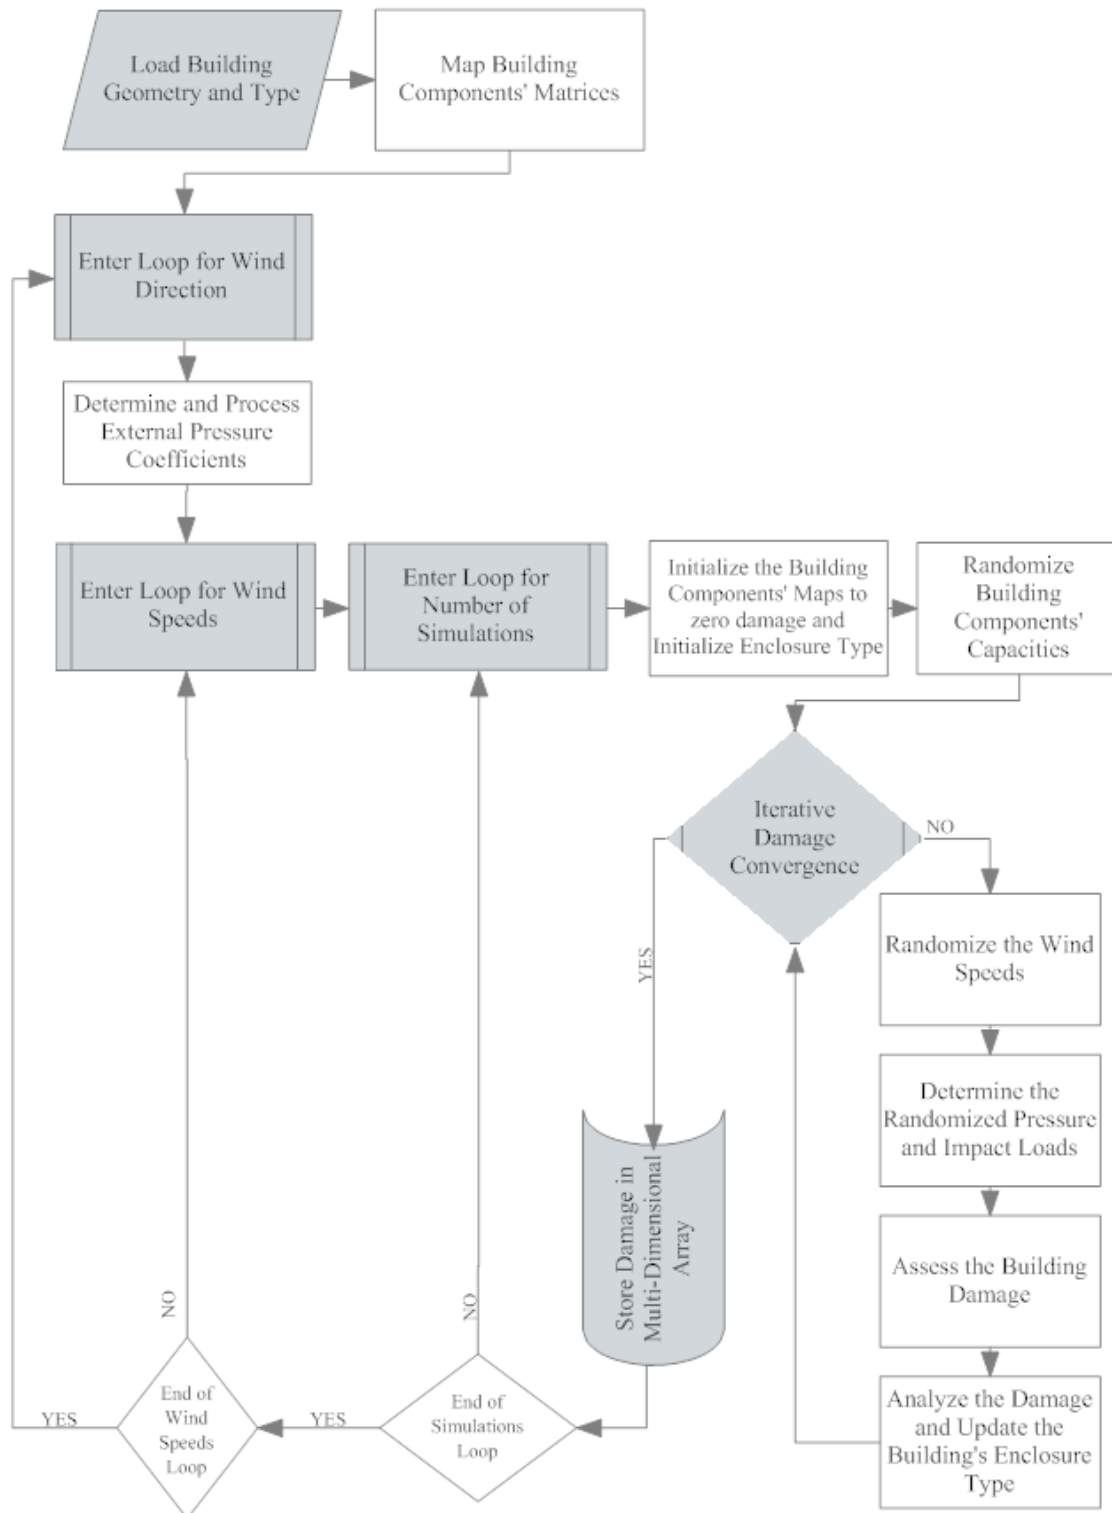 Load Building
Geometry and Type
Map Building
Components' Matrices
Enter Loop for Wind
Direction
Determine and Process
External Pressure
Coefficients
Enter Loop for Wind
Speeds
Enter Loop for
Number of
Simulations
Initialize the Building
Components' Maps to
zero damage and
Initialize Enclosure Type
Randomize
Building
Components'
Capacities
Iterative
Damage
Convergence
NO
YES
Randomize the Wind
Speeds
Determine the
Randomized Pressure
and Impact Loads
Assess the Building
Damage
Analyze the Damage
and Update the
Building's Enclosure
Type
Store Damage in
Multi-Dimensional
Array
NO
End of
Simulations
Loop
YES
NO
End of
Wind
Speeds
Loop
YES